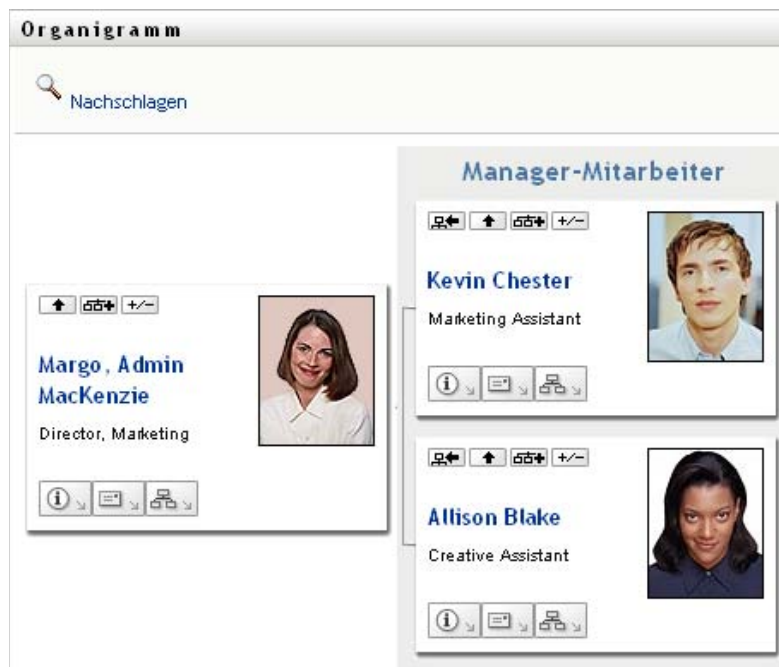 Organigramm
Nachschlagen
Manager-Mitarbeiter
+/-
Kevin Chester
Marketing Assistant
+/-
Margo, Admin
MacKenzie
Director, Marketing
+/-
Allison Blake
Creative Assistant